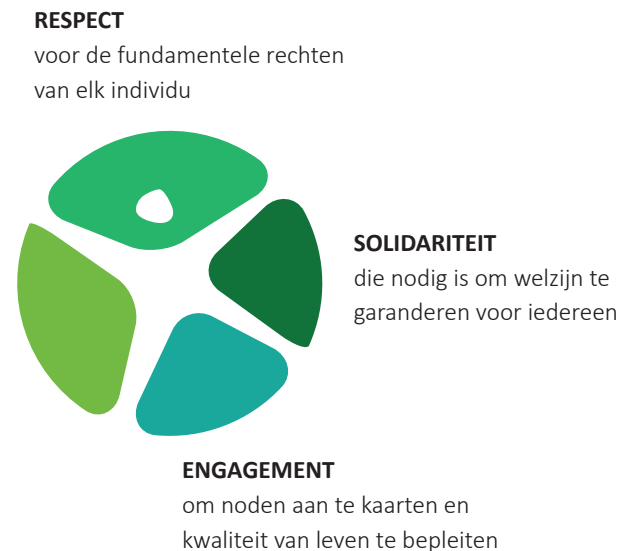 RESPECT
voor de fundamentele rechten
van elk individu
SOLIDARITEIT
die nodig is om welzijn te
garanderen voor iedereen
ENGAGEMENT
om noden aan te kaarten en
kwaliteit van leven te bepleiten